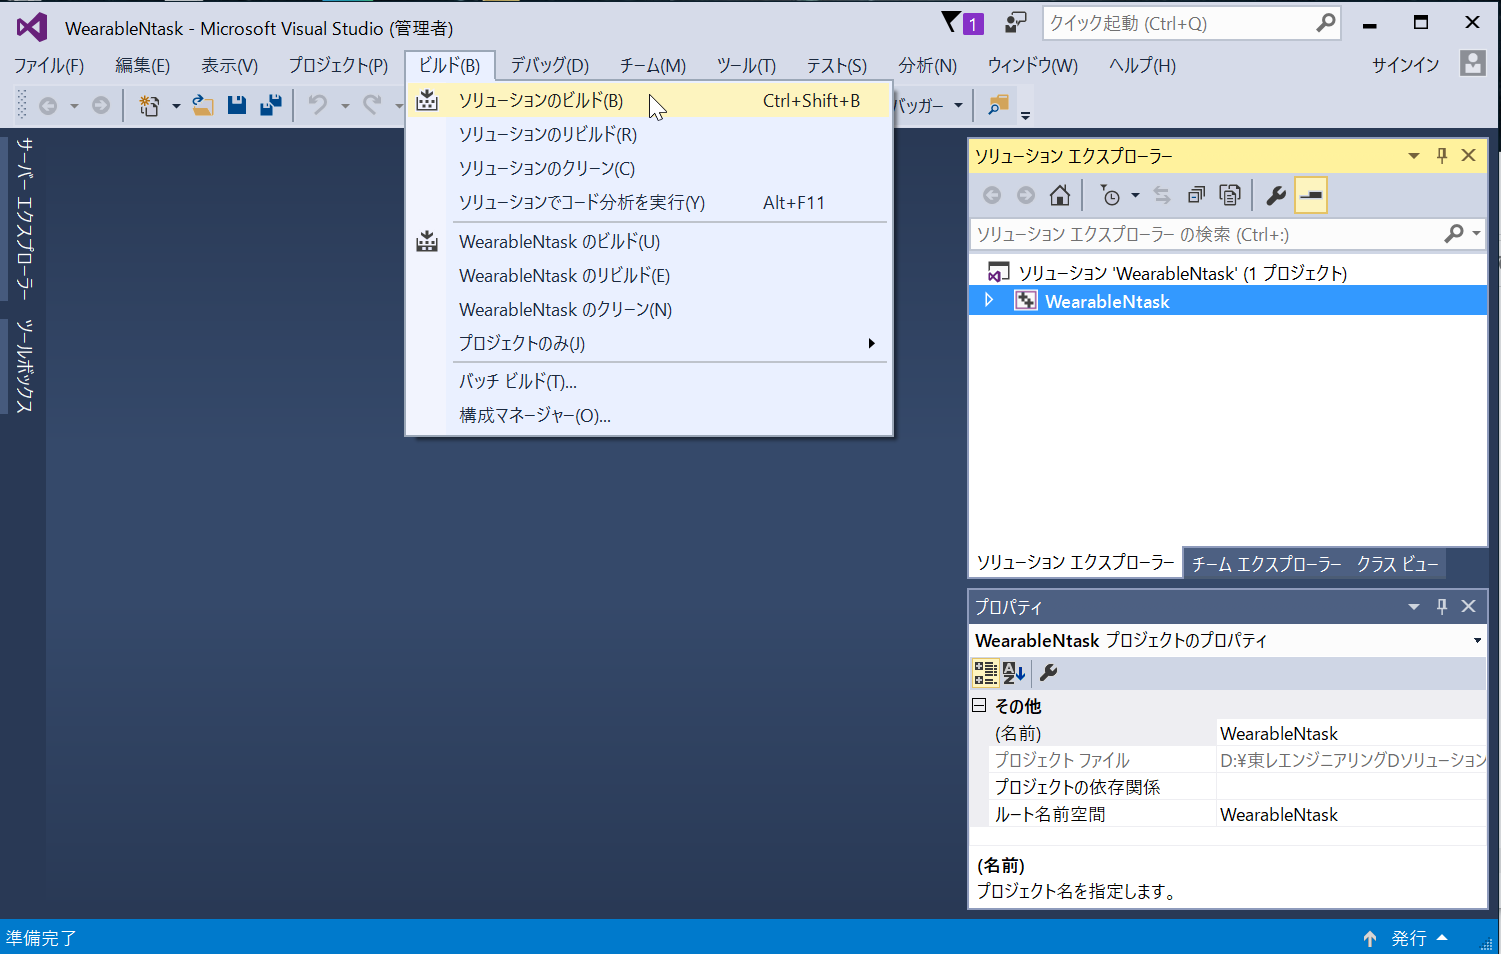 WearableNtask - Microsoft Visual Studio (管理者)
1
クイック起動 (Ctrl+Q)
ファイル(F) 編集(E) 表示(V) プロジェクト(P) ビルド(B) デバッグ(D) チーム(M) ツール(T) テスト(S) 分析(N) ウィンドウ(W) ヘルプ(H) サインイン
バッガー
ソリューションのビルド(B) Ctrl+Shift+B
ソリューションのリビルド(R)
ソリューションのクリーン(C)
ソリューションでコード分析を実行(Y) Alt+F11
WearableNtask のビルド(U)
WearableNtask のリビルド(E)
WearableNtask のクリーン(N)
プロジェクトのみ(J)
バッチ ビルド(T)...
構成マネージャー(O)...
サーバー エクスプローラー
ツールボックス
ソリューション エクスプローラー
ソリューション エクスプローラー の検索 (Ctrl+:)
ソリューション 'WearableNtask' (1 プロジェクト)
WearableNtask
ソリューション エクスプローラー チーム エクスプローラー クラス ビュー
プロパティ
WearableNtask プロジェクトのプロパティ
その他
(名前) WearableNtask
プロジェクト ファイル D:¥東レエンジニアリングDソリューション
プロジェクトの依存関係
ルート名前空間 WearableNtask
(名前)
プロジェクト名を指定します。
準備完了
発行